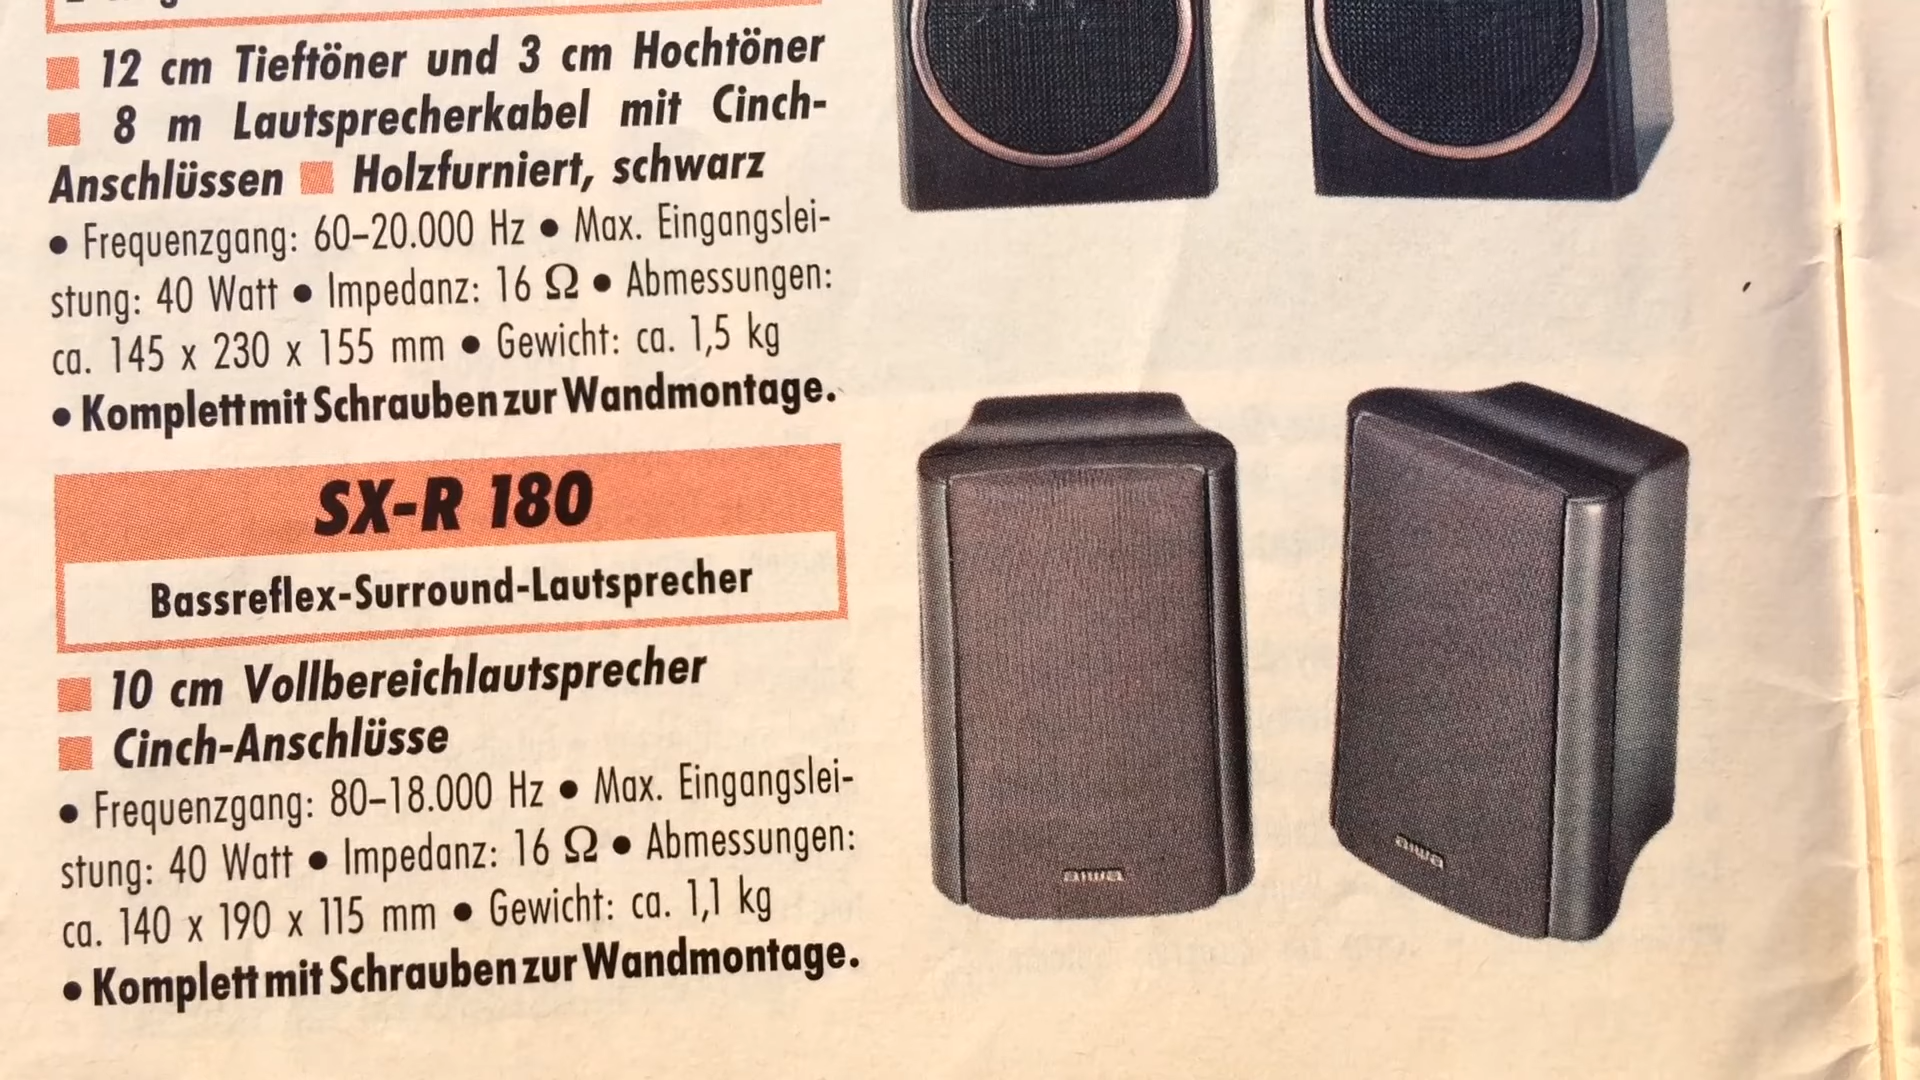 ■ 12 cm Tieftöner und 3 cm Hochtöner
■ 8 m Lautsprecherkabel mit Cinch-
Anschlüssen ■ Holzfurniert, schwarz
• Frequenzgang: 60–20.000 Hz • Max. Eingangslei-
stung: 40 Watt • Impedanz: 16 Ω • Abmessungen:
ca. 145 x 230 x 155 mm • Gewicht: ca. 1,5 kg
• Komplett mit Schrauben zur Wandmontage.
SX-R 180
Bassreflex-Surround-Lautsprecher
■ 10 cm Vollbereichlautsprecher
■ Cinch-Anschlüsse
• Frequenzgang: 80–18.000 Hz • Max. Eingangslei-
stung: 40 Watt • Impedanz: 16 Ω • Abmessungen:
ca. 140 x 190 x 115 mm • Gewicht: ca. 1,1 kg
• Komplett mit Schrauben zur Wandmontage.
aiwa
aiwa